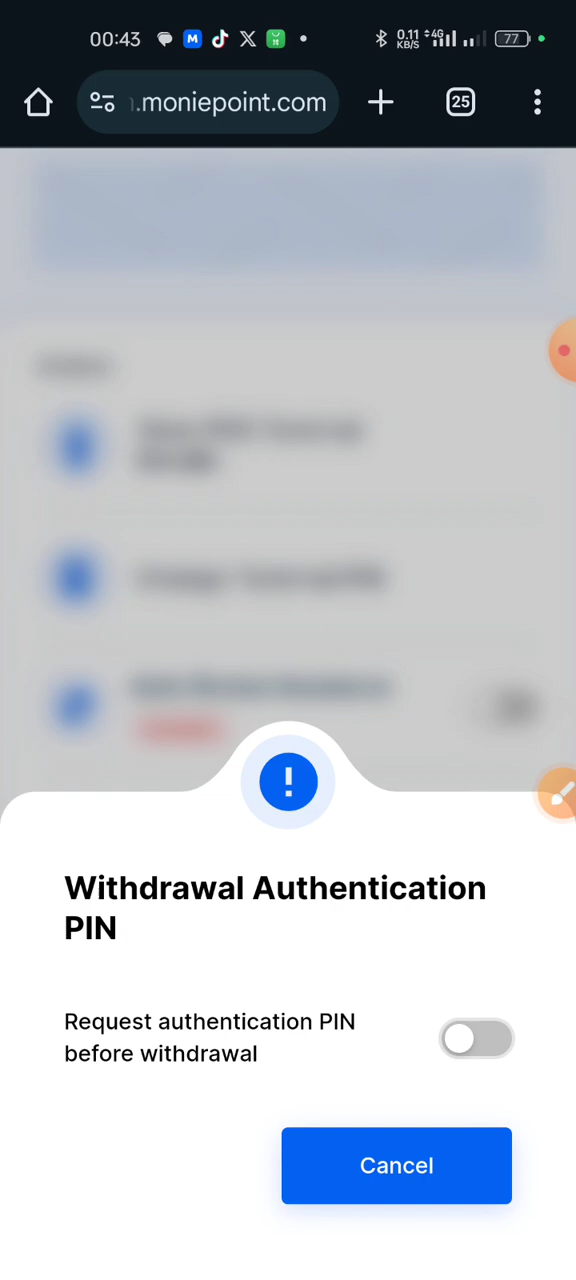 00:43
0.11 KB/S
4G
77
.moniepoint.com
25
Withdrawal Authentication
PIN
Request authentication PIN
before withdrawal
Cancel